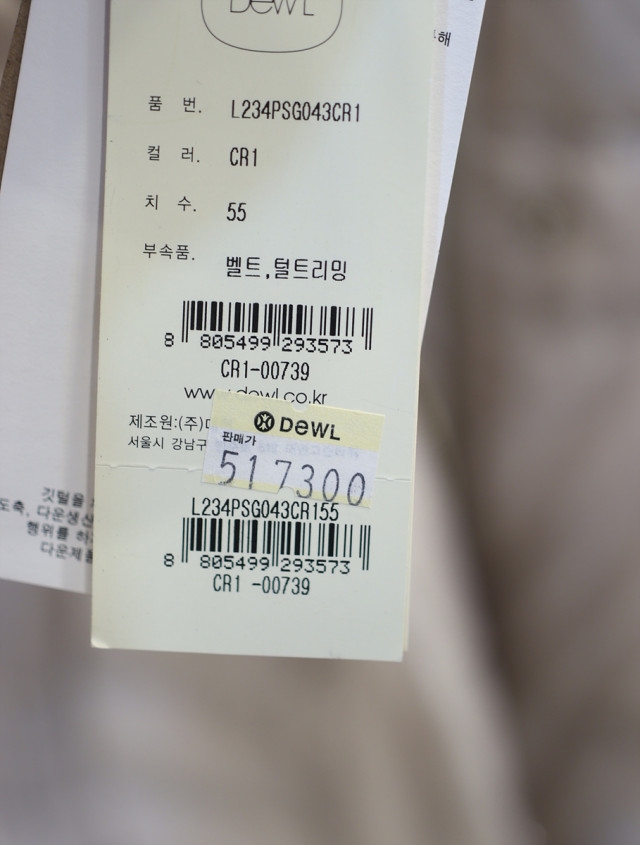 DewL
해
품 번. L234PSG043CR1
컬 러. CR1
치 수. 55
부속품. 벨트,털트리밍
8 805499 293573
CR1-00739
dewl.co.kr
제조원:(주)
서울시 강남구
DEWL
판매가
517300
L234PSG043CR155
8 805499 293573
CR1 -00739
깃털을
도축, 다운생산
행위를 하
다운제품